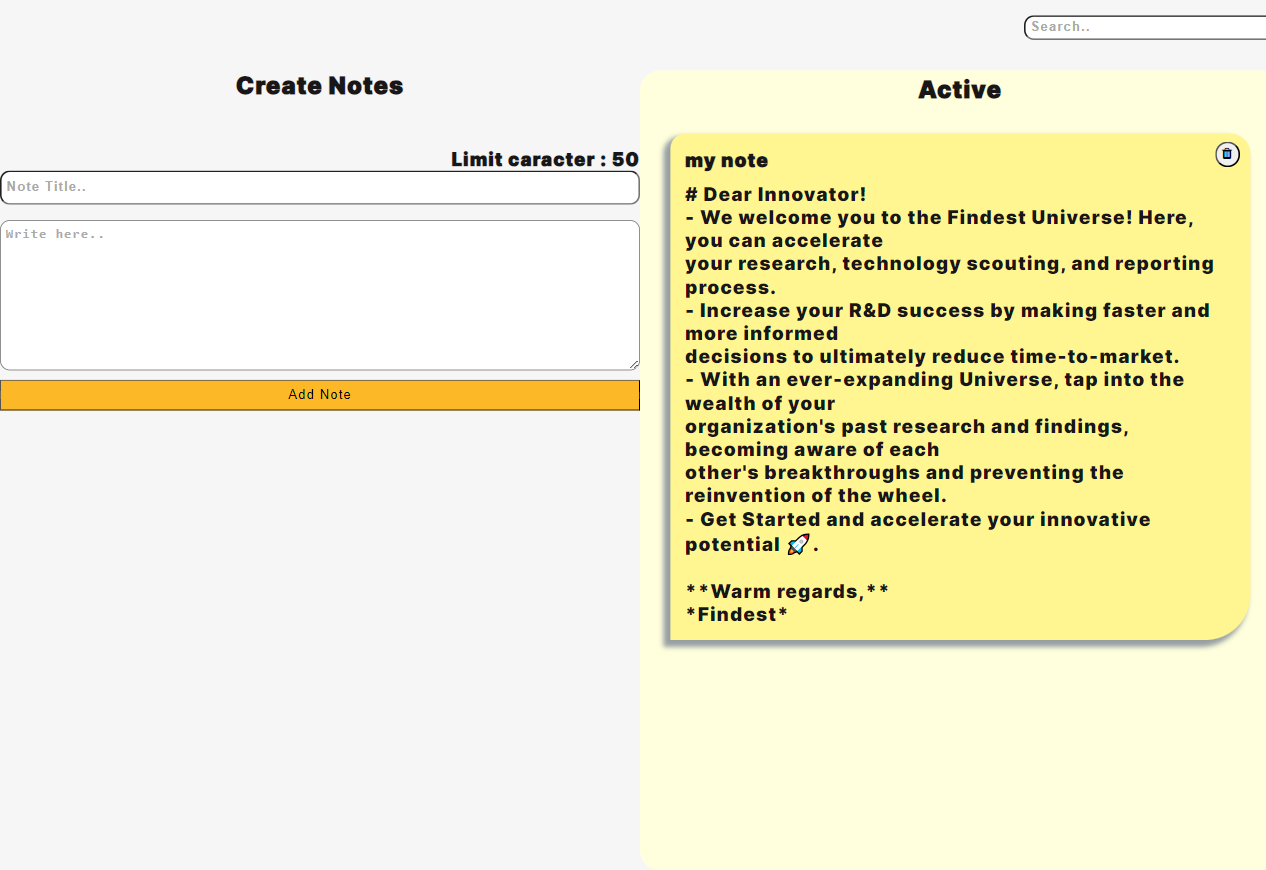 Search..
Create Notes
Limit caracter : 50
Note Title..
Write here..
Add Note
Active
my note
# Dear Innovator!
- We welcome you to the Findest Universe! Here,
you can accelerate
your research, technology scouting, and reporting
process.
- Increase your R&D success by making faster and
more informed
decisions to ultimately reduce time-to-market.
- With an ever-expanding Universe, tap into the
wealth of your
organization's past research and findings,
becoming aware of each
other's breakthroughs and preventing the
reinvention of the wheel.
- Get Started and accelerate your innovative
potential 🚀.
**Warm regards,**
*Findest*